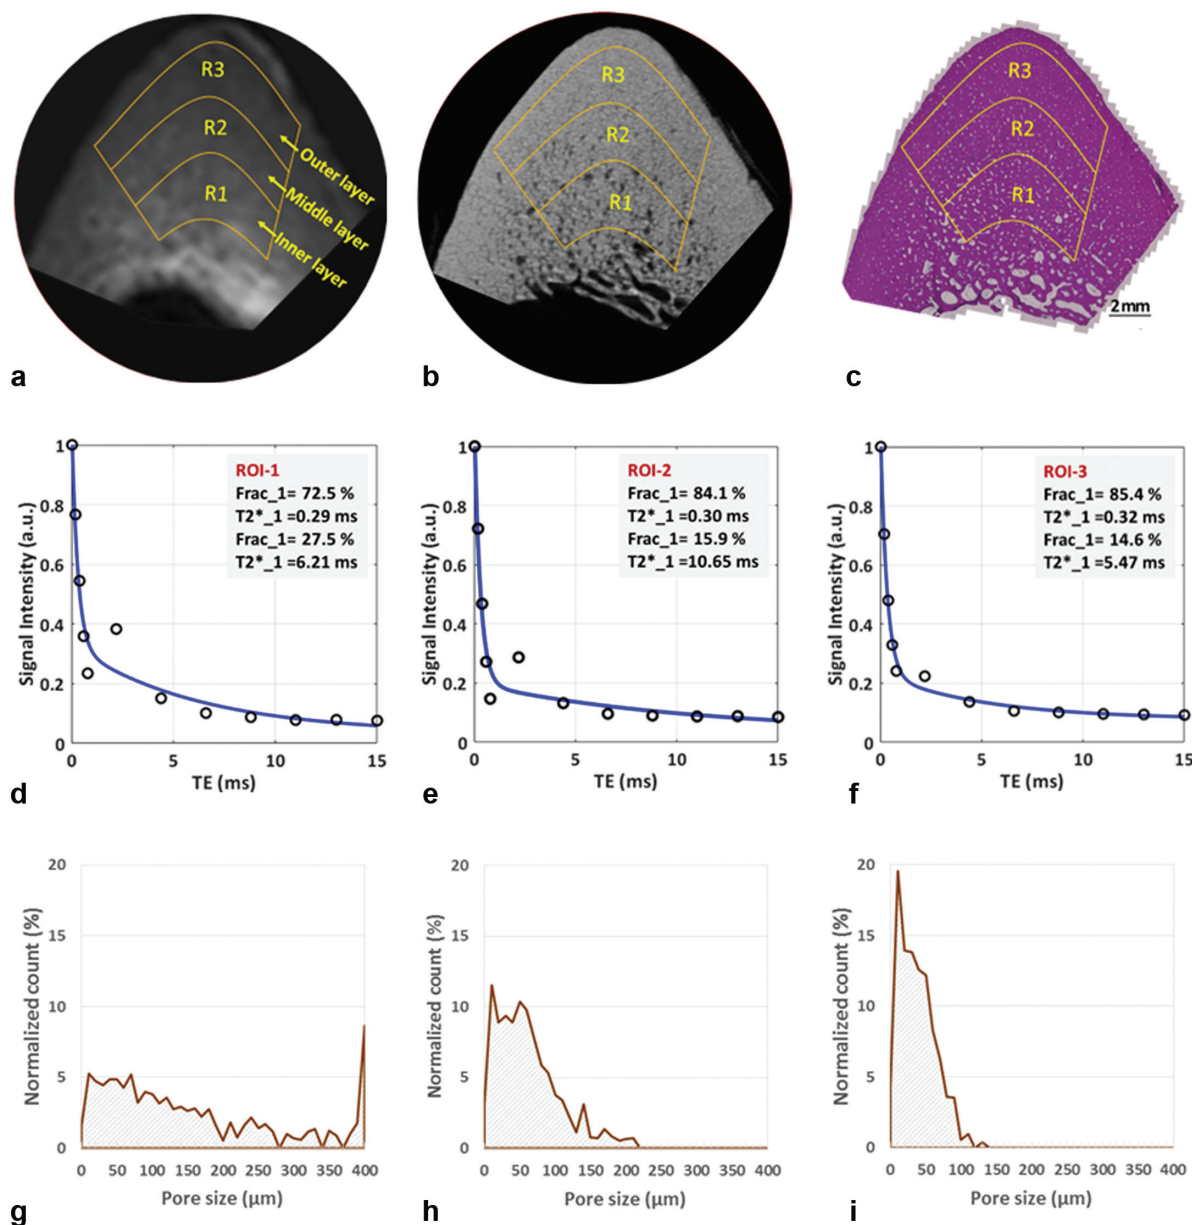 R3
R2
R1
Outer layer
Middle layer
Inner layer
a
R3
R2
R1
b
R3
R2
R1
2mm
c
Signal Intensity (a.u.)
1
0.8
0.6
0.4
0.2
0
0 5 10 15
TE (ms)
ROI-1
Frac_1= 72.5 %
T2*_1 =0.29 ms
Frac_1= 27.5 %
T2*_1= 6.21 ms
d
Signal Intensity (a.u.)
1
0.8
0.6
0.4
0.2
0
0 5 10 15
TE (ms)
ROI-2
Frac_1= 84.1 %
T2*_1= 0.30 ms
Frac_1= 15.9 %
T2*_1=10.65 ms
e
Signal Intensity (a.u.)
1
0.8
0.6
0.4
0.2
0
0 5 10 15
TE (ms)
ROI-3
Frac_1= 85.4 %
T2*_1= 0.32 ms
Frac_1= 14.6 %
T2*_1= 5.47 ms
f
Normalized count (%)
20
15
10
5
0
0 50 100 150 200 250 300 350 400
Pore size (μm)
g
Normalized count (%)
20
15
10
5
0
0 50 100 150 200 250 300 350 400
Pore size (μm)
h
Normalized count (%)
20
15
10
5
0
0 50 100 150 200 250 300 350 400
Pore size (μm)
i